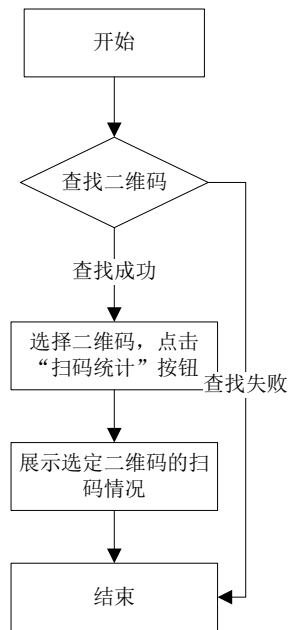 开始
查找二维码
查找成功
选择二维码，点击
“扫码统计”按钮
查找失败
展示选定二维码的扫
码情况
结束